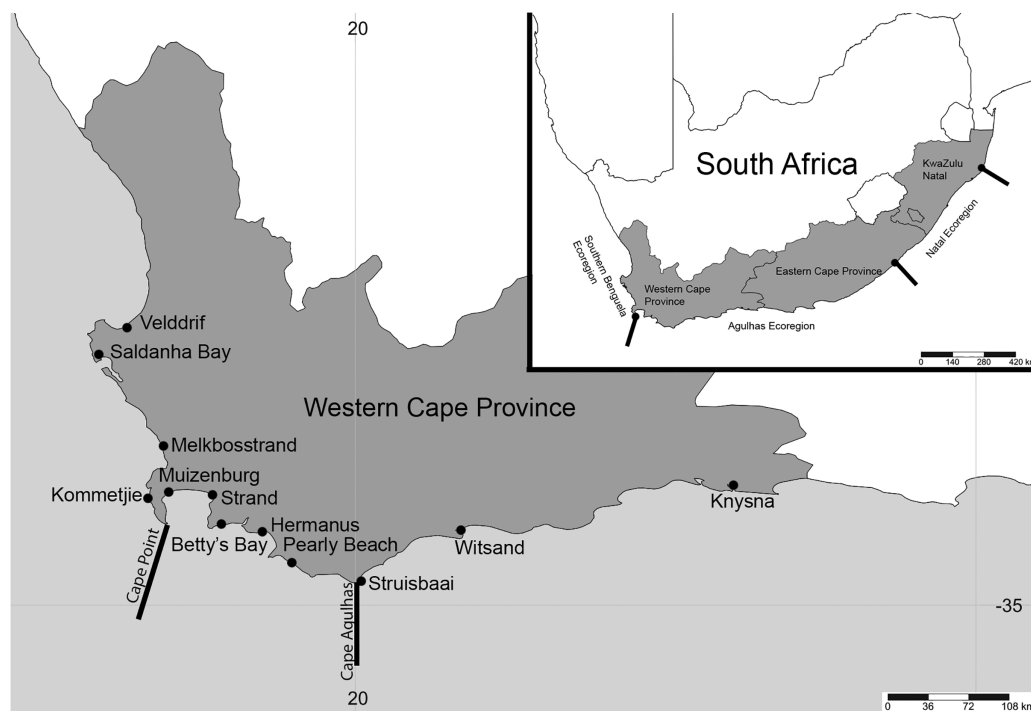 20
South Africa
KwaZulu
Natal
Natal Ecoregion
Southern Benguela
Ecoregion
Eastern Cape Province
Western Cape
Province
Agulhas Ecoregion
0 140 280 420 km
Velddrif
Saldanha Bay
Western Cape Province
Melkbosstrand
Muizenburg
Kommetjie
Strand
Knysna
Hermanus
Betty's Bay
Pearly Beach
Witsand
Cape Point
Struisbaai
Cape Aqulhas
-35
20
0 36 72 108 km